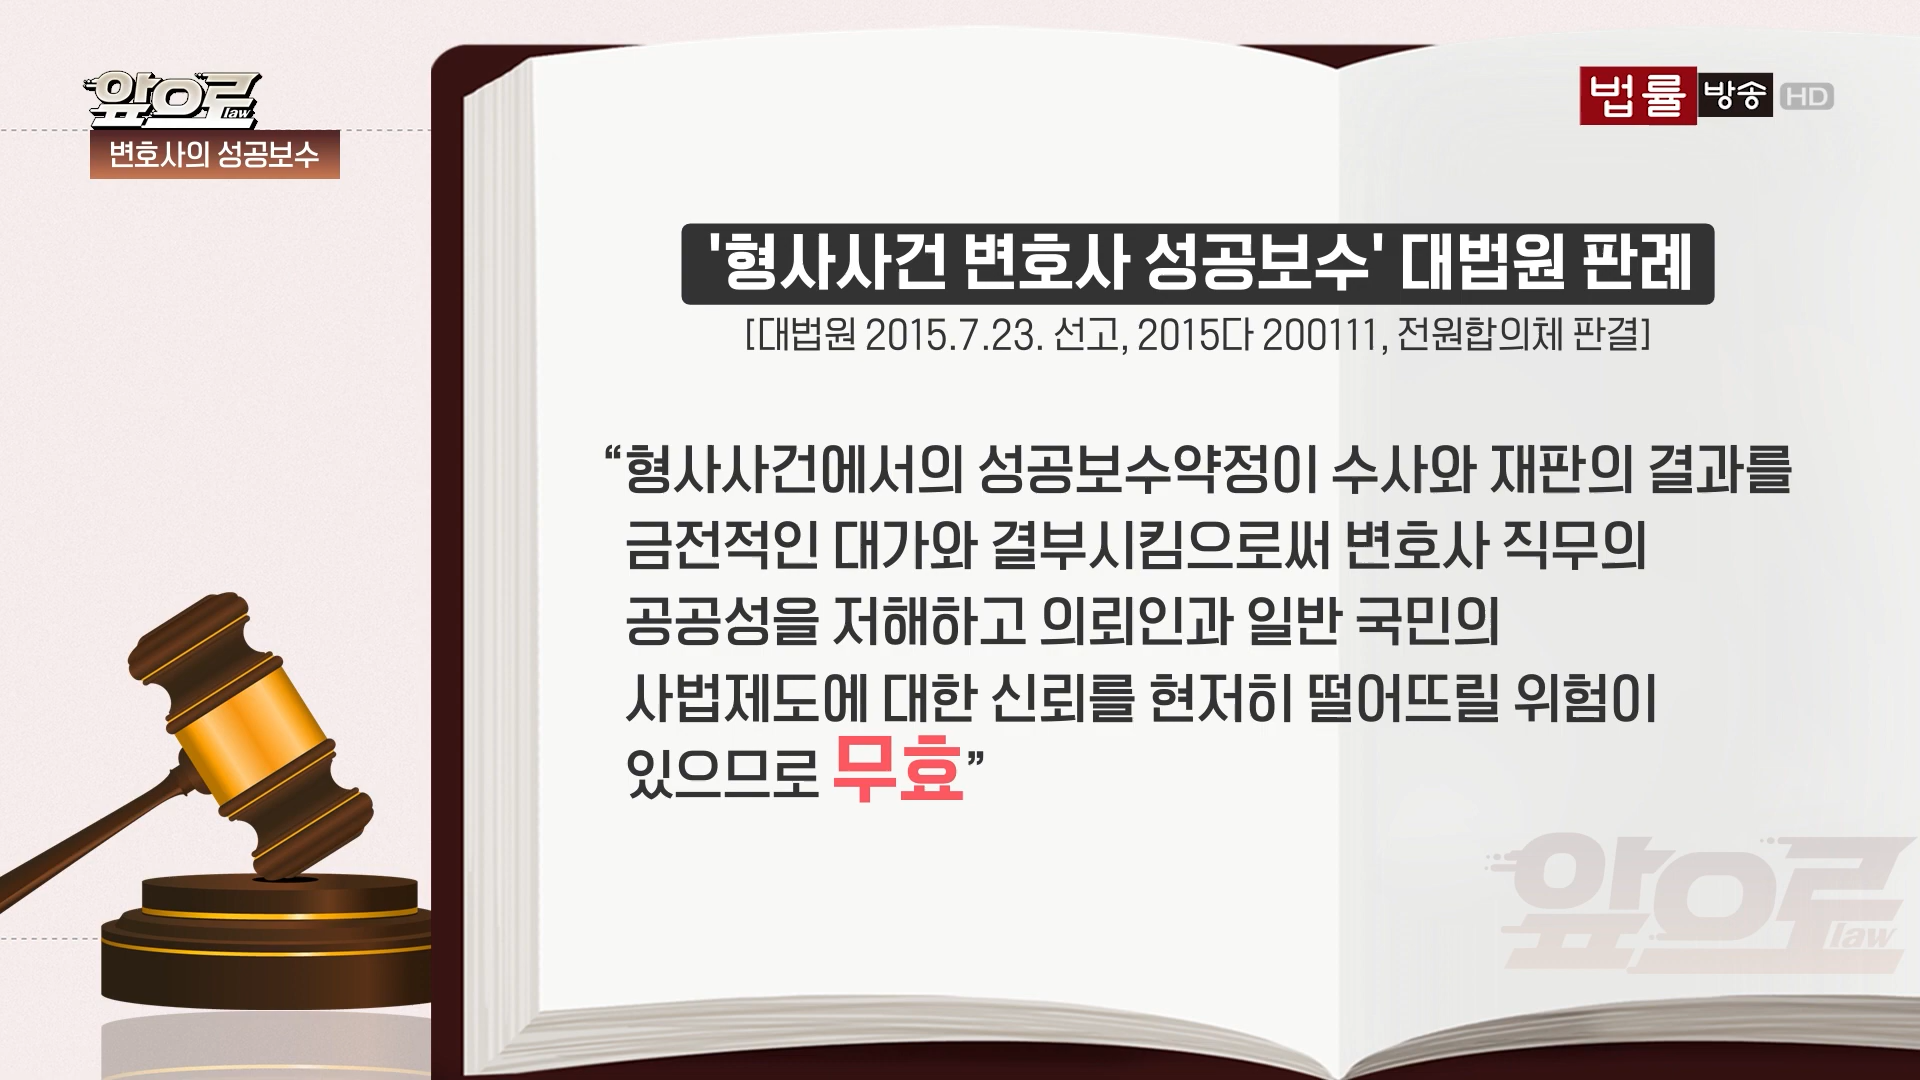 앞으로
law
변호사의 성공보수
법률방송 HD
'형사사건 변호사 성공보수' 대법원 판례
[대법원 2015.7.23. 선고, 2015다 200111, 전원합의체 판결]
“형사사건에서의 성공보수약정이 수사와 재판의 결과를
금전적인 대가와 결부시킴으로써 변호사 직무의
공공성을 저해하고 의뢰인과 일반 국민의
사법제도에 대한 신뢰를 현저히 떨어뜨릴 위험이
있으므로 무효”
앞으로
law